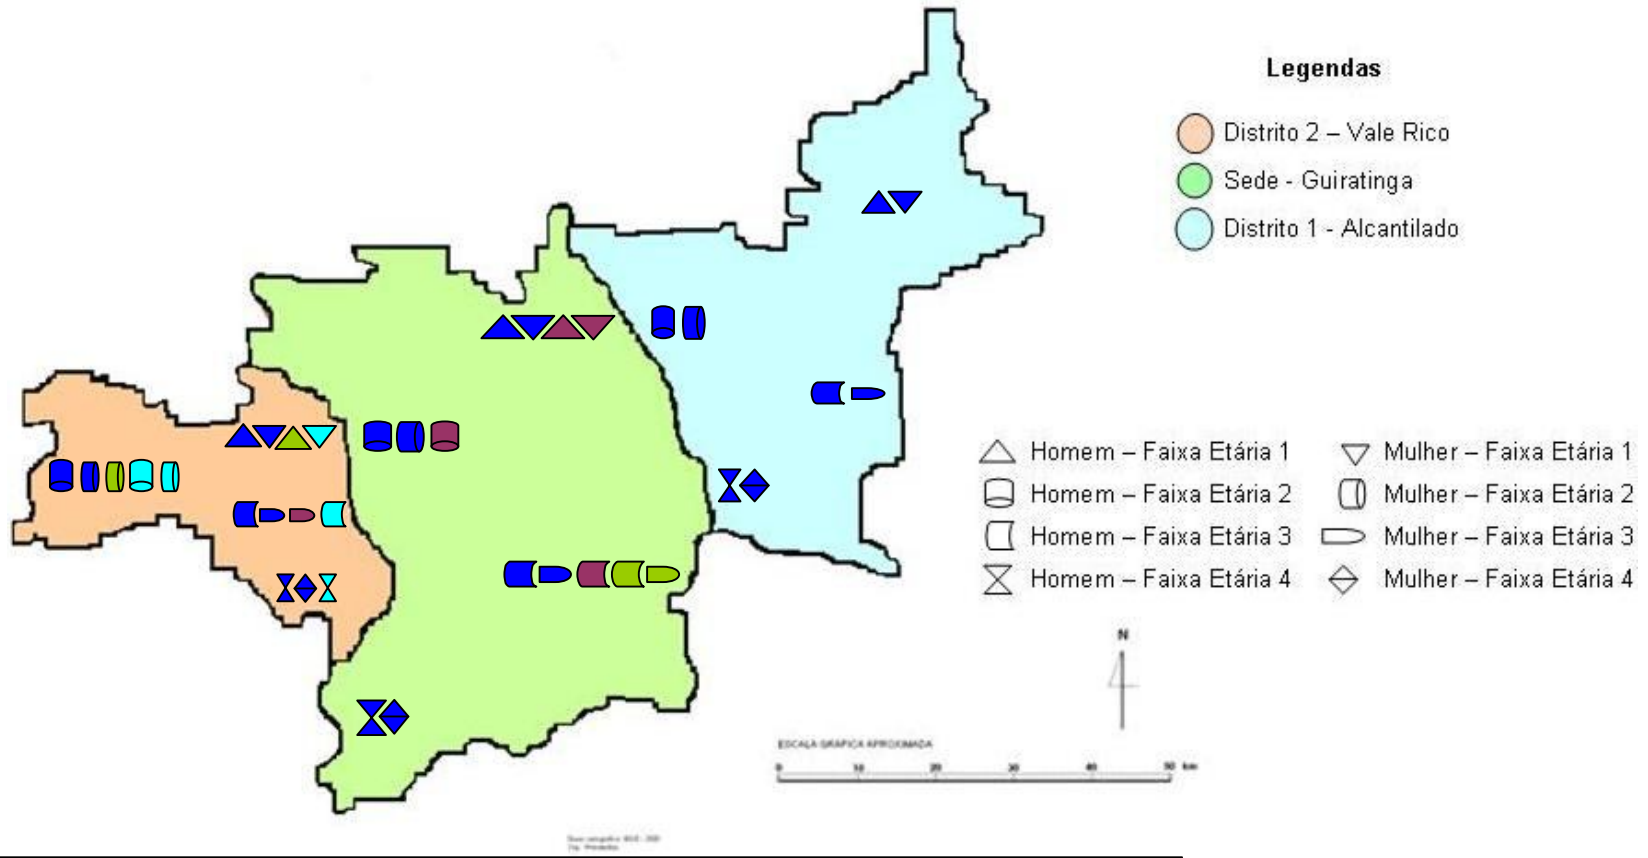 Legendas
Distrito 2 – Vale Rico
Sede - Guiratinga
Distrito 1 - Alcantilado
Homem – Faixa Etária 1
Mulher – Faixa Etária 1
Homem – Faixa Etária 2
Mulher – Faixa Etária 2
Homem – Faixa Etária 3
Mulher – Faixa Etária 3
Homem – Faixa Etária 4
Mulher – Faixa Etária 4
N
ESCALA GRÁFICA APROXIMADA
0 10 20 30 40 50 km